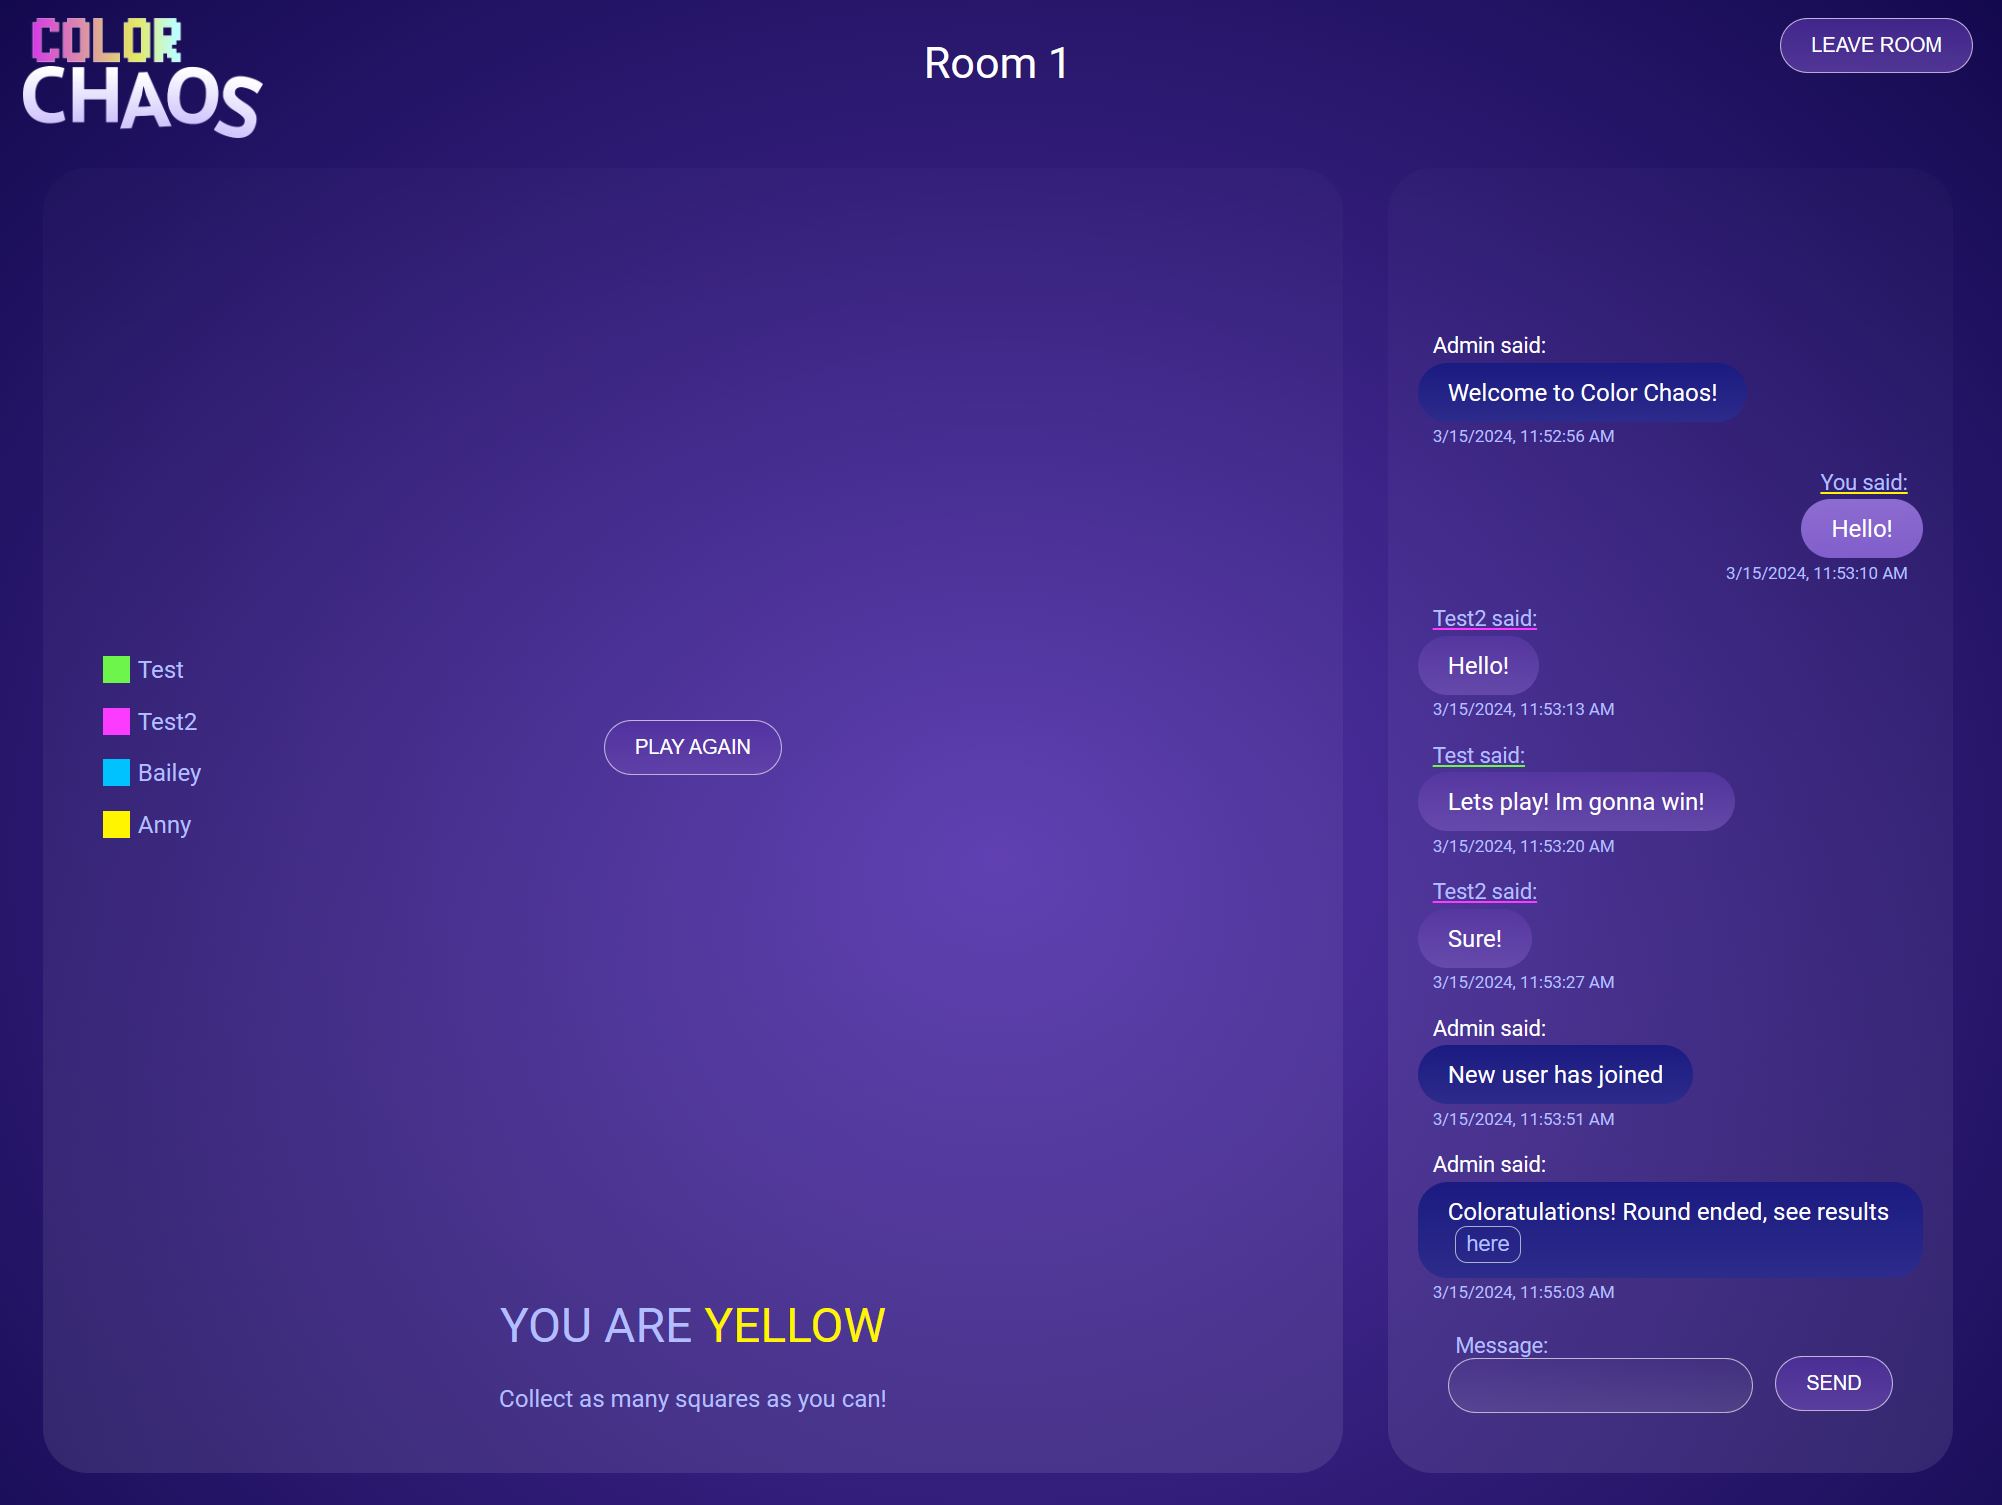 COLOR
CHAOS
Room 1
LEAVE ROOM
Test
Test2
Bailey
Anny
PLAY AGAIN
YOU ARE YELLOW
Collect as many squares as you can!
Admin said:
Welcome to Color Chaos!
3/15/2024, 11:52:56 AM
You said:
Hello!
3/15/2024, 11:53:10 AM
Test2 said:
Hello!
3/15/2024, 11:53:13 AM
Test said:
Lets play! Im gonna win!
3/15/2024, 11:53:20 AM
Test2 said:
Sure!
3/15/2024, 11:53:27 AM
Admin said:
New user has joined
3/15/2024, 11:53:51 AM
Admin said:
Coloratulations! Round ended, see results
here
3/15/2024, 11:55:03 AM
Message:
SEND